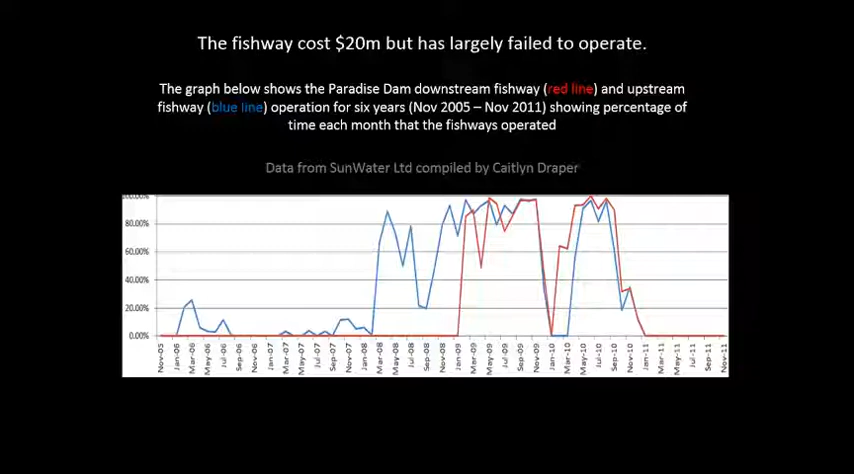 The fishway cost $20m but has largely failed to operate.
The graph below shows the Paradise Dam downstream fishway (red line) and upstream
fishway (blue line) operation for six years (Nov 2005 – Nov 2011) showing percentage of
time each month that the fishways operated
Data from SunWater Ltd compiled by Caitlyn Draper
100.00%
80.00%
60.00%
40.00%
20.00%
0.00%
Nov-05 Jan-06 Mar-06 May-06 Jul-06 Sep-06 Nov-06 Jan-07 Mar-07 May-07 Jul-07 Sep-07 Nov-07 Jan-08 Mar-08 May-08 Jul-08 Sep-08 Nov-08 Jan-09 Mar-09 May-09 Jul-09 Sep-09 Nov-09 Jan-10 Mar-10 May-10 Jul-10 Sep-10 Nov-10 Jan-11 Mar-11 May-11 Jul-11 Sep-11 Nov-11